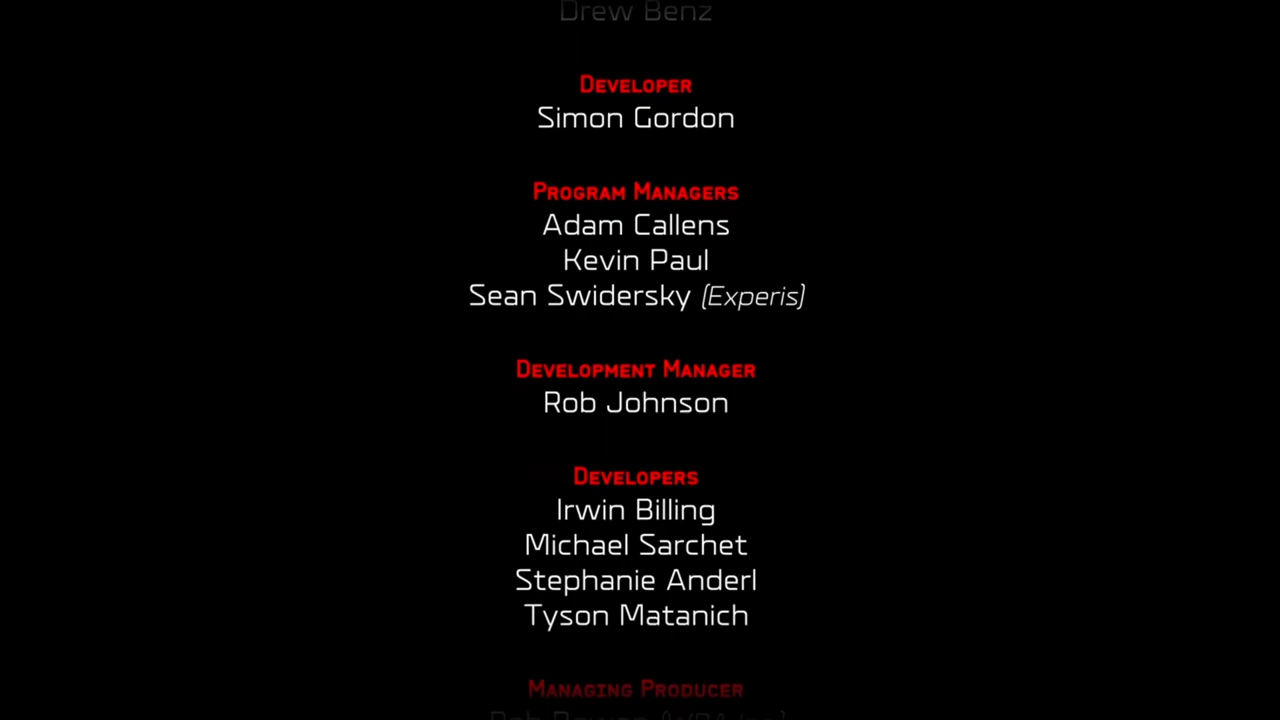 Drew Benz
Developer
Simon Gordon
Program Managers
Adam Callens
Kevin Paul
Sean Swidersky (Experis)
Development Manager
Rob Johnson
Developers
Irwin Billing
Michael Sarchet
Stephanie Anderl
Tyson Matanich
Managing Producer